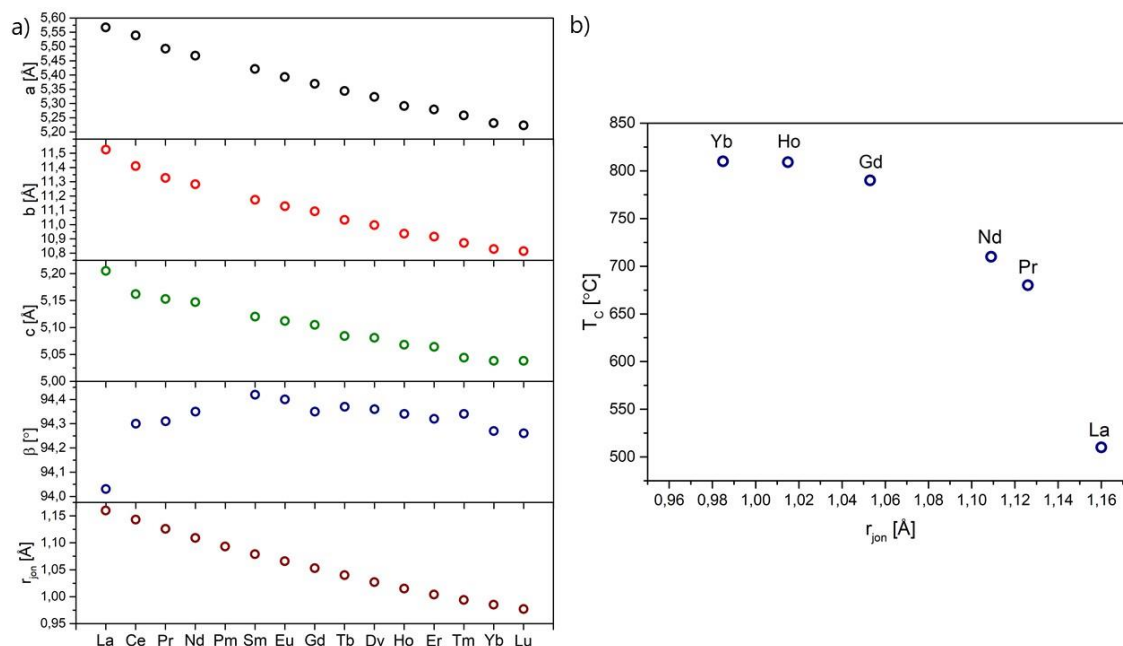 a)
5,60
5,55
5,50
5,45
5,40
5,35
5,30
5,25
5,20
a [Å]
11,5
11,4
11,3
11,2
11,1
11,0
10,9
10,8
b [Å]
5,20
5,15
5,10
5,05
5,00
c [Å]
94,4
94,3
94,2
94,1
94,0
β [°]
1,15
1,10
1,05
1,00
0,95
r_jon [Å]
La Ce Pr Nd Pm Sm Eu Gd Tb Dy Ho Er Tm Yb Lu
b)
850
800
750
700
650
600
550
500
T_C [°C]
Yb
Ho
Gd
Nd
Pr
La
0,96 0,98 1,00 1,02 1,04 1,06 1,08 1,10 1,12 1,14 1,16
r_jon [Å]